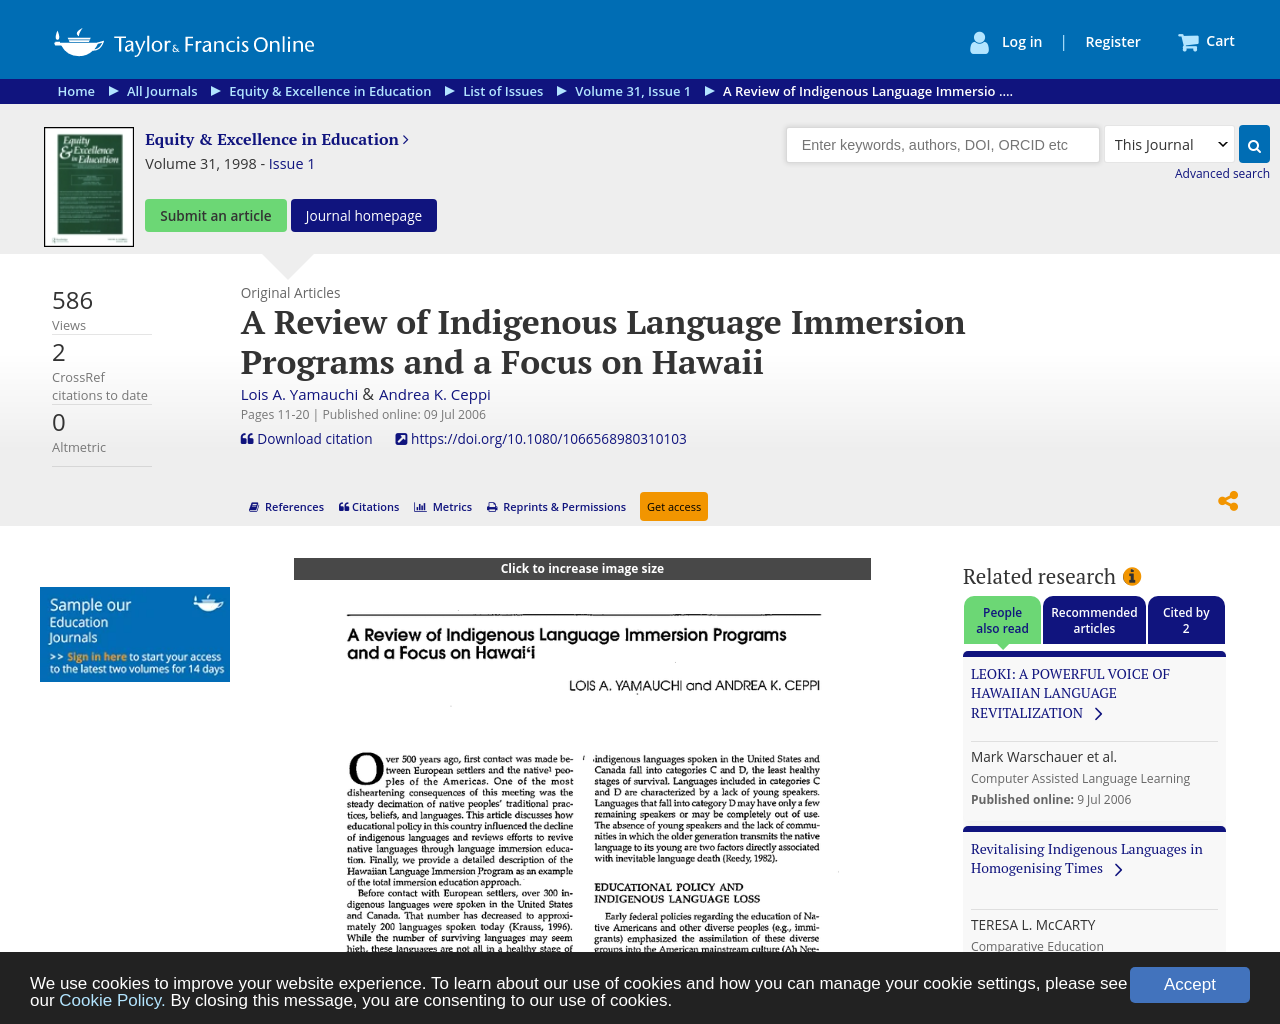 Taylor & Francis Online
Log in | Register
Cart
Home
All Journals
Equity & Excellence in Education
List of Issues
Volume 31, Issue 1
A Review of Indigenous Language Immersio ....
Equity & Excellence in Education
Equity & Excellence in Education
Volume 31, 1998 - Issue 1
Submit an article
Journal homepage
Enter keywords, authors, DOI, ORCID etc
This Journal
Advanced search
586
Views
2
CrossRef
citations to date
0
Altmetric
Original Articles
A Review of Indigenous Language Immersion
Programs and a Focus on Hawaii
Lois A. Yamauchi & Andrea K. Ceppi
Pages 11-20 | Published online: 09 Jul 2006
Download citation
https://doi.org/10.1080/1066568980310103
References
Citations
Metrics
Reprints & Permissions
Get access
Sample our
Education
Journals
>> Sign in here to start your access
to the latest two volumes for 14 days
Click to increase image size
A Review of Indigenous Language Immersion Programs
and a Focus on Hawai‘i
LOIS A. YAMAUCHI and ANDREA K. CEPPI
Over 500 years ago, first contact was made be-
tween European settlers and the native¹ peo-
ples of the Americas. One of the most
disheartening consequences of this meeting was the
steady decimation of native peoples' traditional prac-
tices, beliefs, and languages. This article discusses how
educational policy in this country influenced the decline
of indigenous languages and reviews efforts to revive
native languages through language immersion educa-
tion. Finally, we provide a detailed description of the
Hawaiian Language Immersion Program as an example
of the total immersion education approach.
Before contact with European settlers, over 300 in-
digenous languages were spoken in the United States
and Canada. That number has decreased to approxi-
mately 200 languages spoken today (Krauss, 1996).
While the number of surviving languages may seem
high, these languages are not all in a healthy stage of
indigenous languages spoken in the United States and
Canada fall into categories C and D, the least healthy
stages of survival. Languages included in categories C
and D are characterized by a lack of young speakers.
Languages that fall into category D may have only a few
remaining speakers or may be completely out of use.
The absence of young speakers and the lack of commu-
nities in which the older generation transmits the native
language to its young are two factors directly associated
with inevitable language death (Reedy, 1982).
EDUCATIONAL POLICY AND
INDIGENOUS LANGUAGE LOSS
Early federal policies regarding the education of Na-
tive Americans and other diverse peoples (e.g., immi-
grants) emphasized the assimilation of these diverse
groups into the American mainstream culture (Ah Nee-
Related research
People
also read
Recommended
articles
Cited by
2
LEOKI: A POWERFUL VOICE OF
HAWAIIAN LANGUAGE
REVITALIZATION
Mark Warschauer et al.
Computer Assisted Language Learning
Published online: 9 Jul 2006
Revitalising Indigenous Languages in
Homogenising Times
TERESA L. McCARTY
Comparative Education
We use cookies to improve your website experience. To learn about our use of cookies and how you can manage your cookie settings, please see
our Cookie Policy. By closing this message, you are consenting to our use of cookies.
Accept